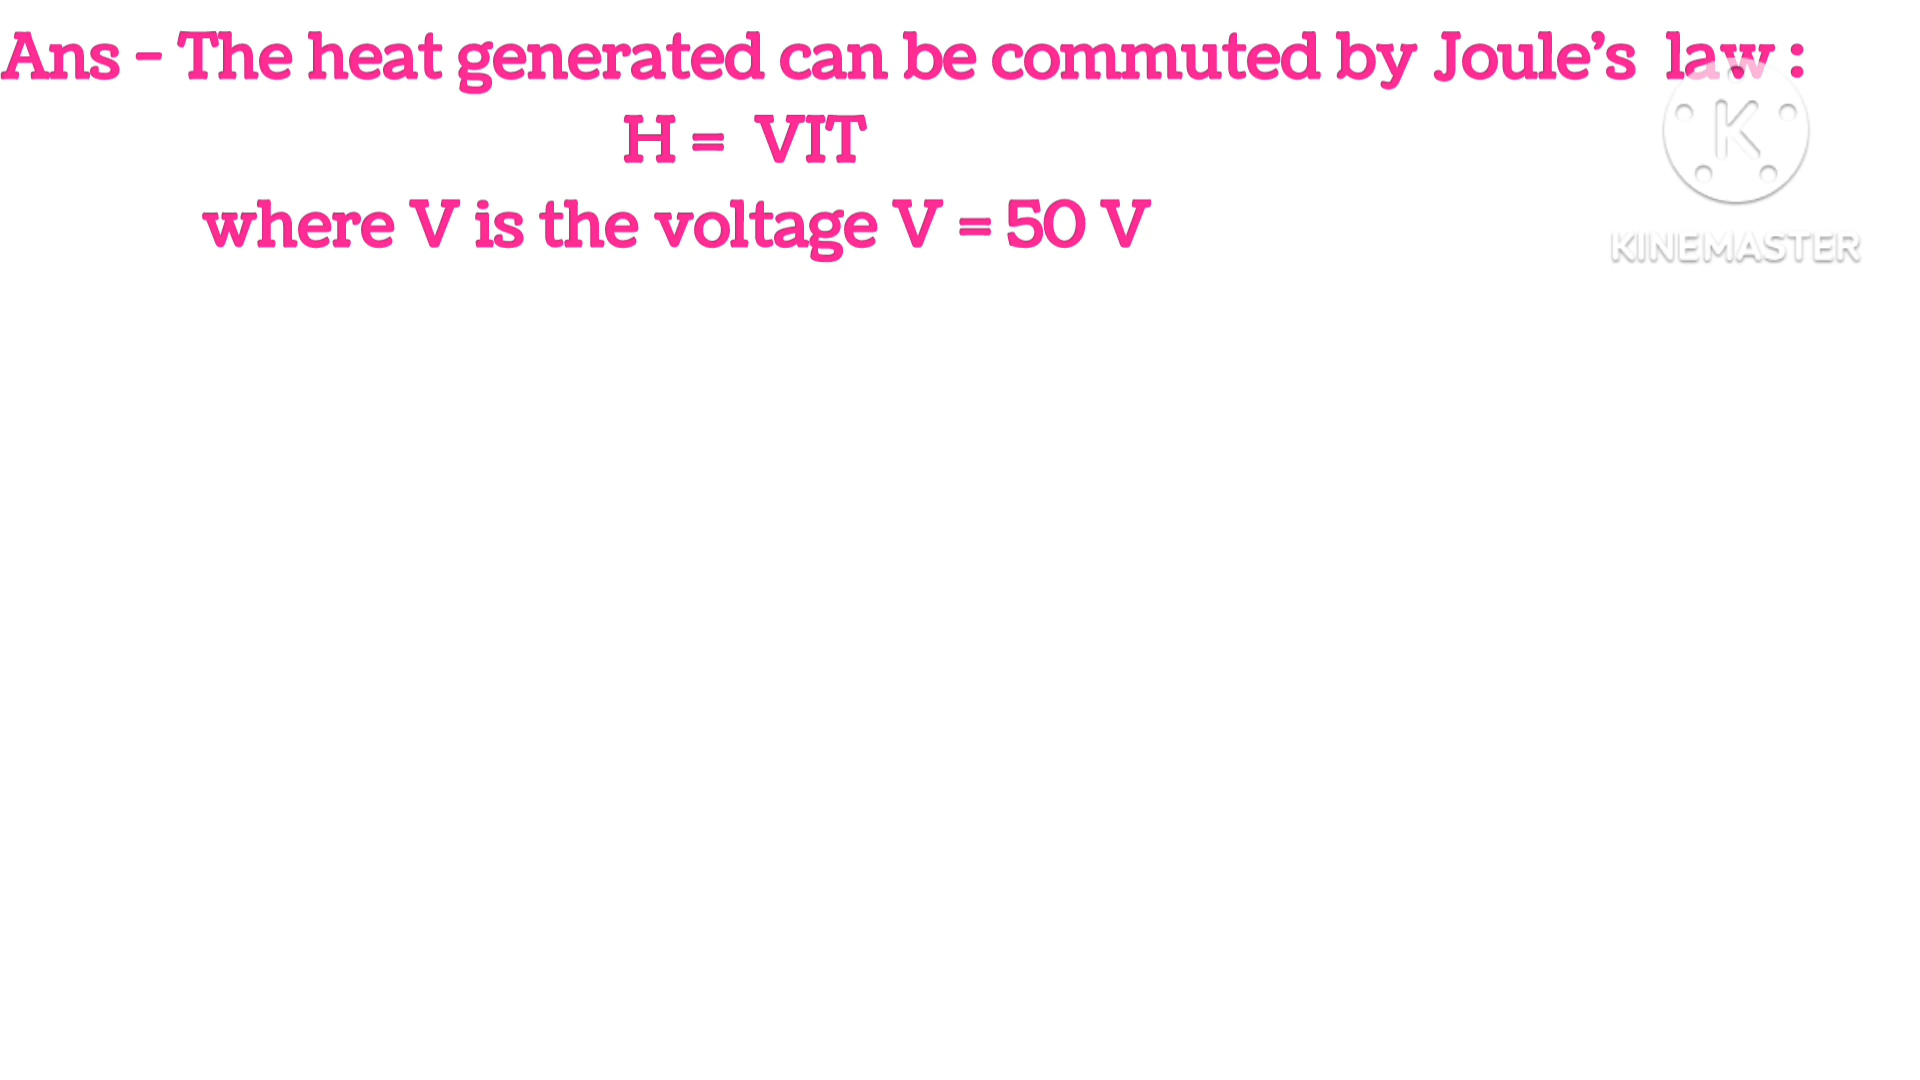 Ans - The heat generated can be commuted by Joule’s law :
H = VIT
where V is the voltage V = 50 V
K
KINEMASTER